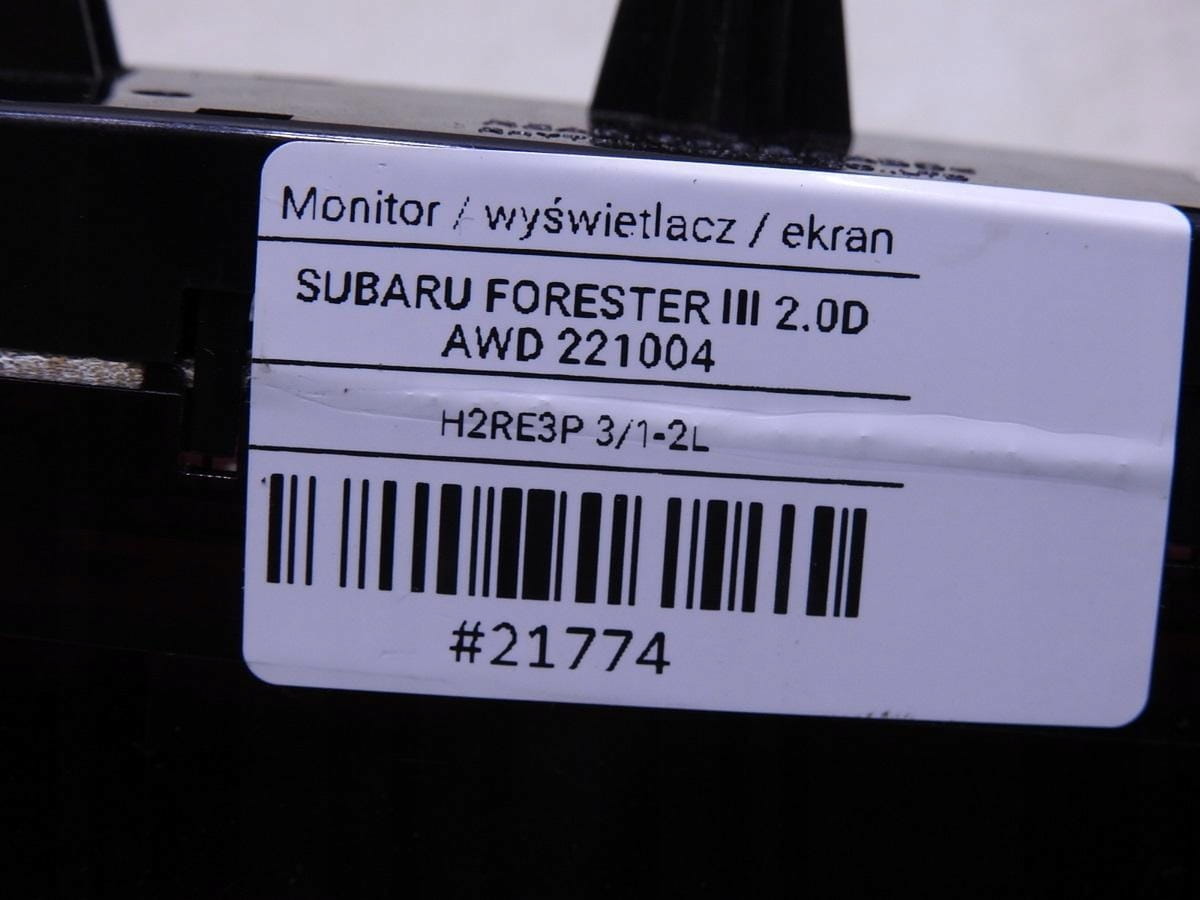 Monitor / wyświetlacz / ekran
SUBARU FORESTER III 2.0D
AWD 221004
H2RE3P 3/1-2L
#21774